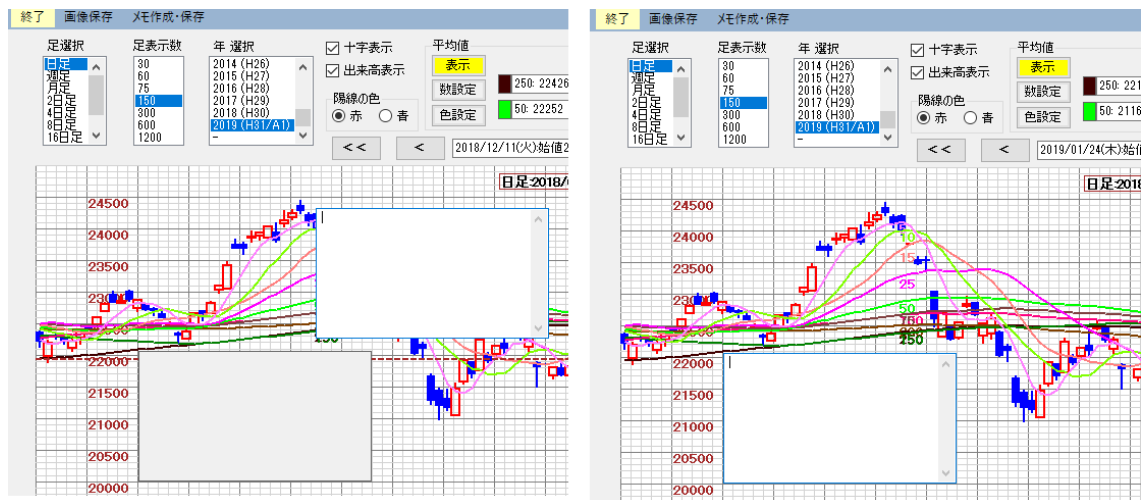 終了 画像保存 メモ作成・保存
足選択 足表示数 年 選択
日足
週足
月足
2日足
4日足
8日足
16日足
30
60
75
150
300
600
1200
2014 (H26)
2015 (H27)
2016 (H28)
2017 (H29)
2018 (H30)
2019 (H31/A1)
-
十字表示
出来高表示
陽線の色
赤 青
平均値
表示
数設定
色設定
250: 22426
50: 22252
<< < 2018/12/11(火):始値2
日足:2018/
24500
24000
23500
22000
21500
21000
20500
20000
250
終了 画像保存 メモ作成・保存
足選択 足表示数 年 選択
日足
週足
月足
2日足
4日足
8日足
16日足
30
60
75
150
300
600
1200
2014 (H26)
2015 (H27)
2016 (H28)
2017 (H29)
2018 (H30)
2019 (H31/A1)
-
十字表示
出来高表示
陽線の色
赤 青
平均値
表示
数設定
色設定
250: 221
50: 2116
<< < 2019/01/24(木):始値
日足:2018
24500
24000
23500
22000
21500
21000
20500
20000
10
15
25
50
250